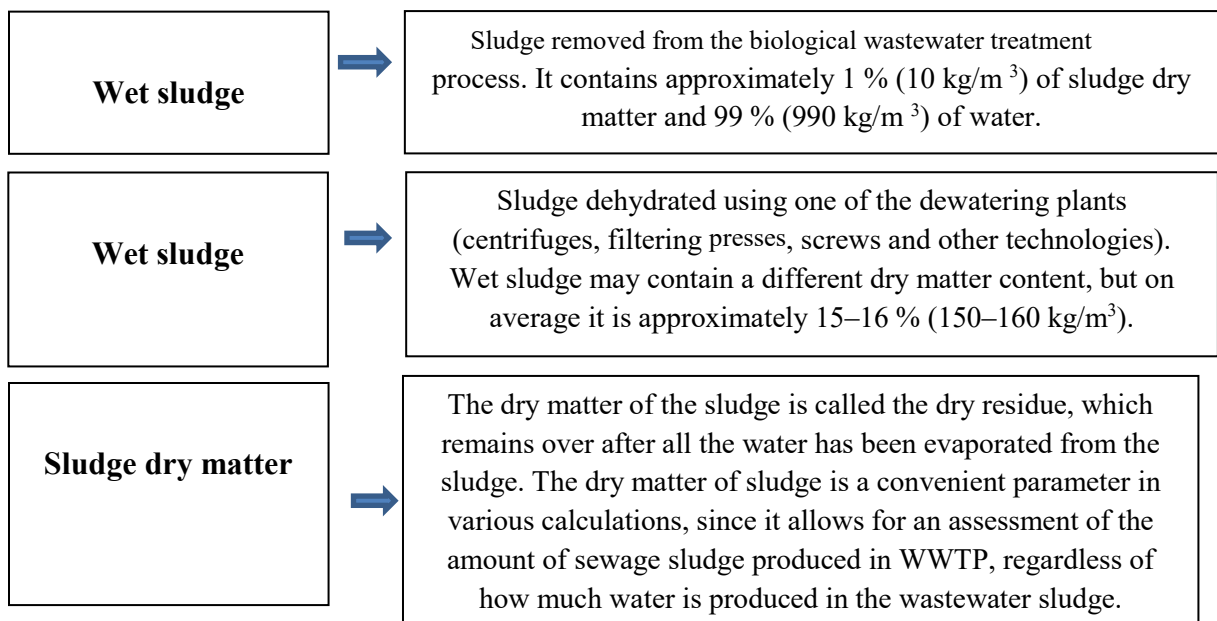 Wet sludge
Sludge removed from the biological wastewater treatment
process. It contains approximately 1 % (10 kg/m ³) of sludge dry
matter and 99 % (990 kg/m ³) of water.
Wet sludge
Sludge dehydrated using one of the dewatering plants
(centrifuges, filtering presses, screws and other technologies).
Wet sludge may contain a different dry matter content, but on
average it is approximately 15–16 % (150–160 kg/m³).
Sludge dry matter
The dry matter of the sludge is called the dry residue, which
remains over after all the water has been evaporated from the
sludge. The dry matter of sludge is a convenient parameter in
various calculations, since it allows for an assessment of the
amount of sewage sludge produced in WWTP, regardless of
how much water is produced in the wastewater sludge.